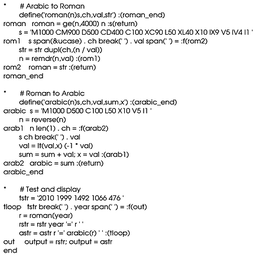 *       # Arabic to Roman
        define('roman(n)s,ch,val,str') :(roman_end)
roman   roman = ge(n,4000) n :s(return)
        s = 'M1000 CM900 D500 CD400 C100 XC90 L50 XL40 X10 IX9 V5 IV4 I1 '
rom1    s span(&ucase) . ch break(' ') . val span(' ') = :f(rom2)
        str = str dupl(ch,(n / val))
        n = remdr(n,val) :(rom1)
rom2    roman = str :(return)
roman_end
*       # Roman to Arabic
        define('arabic(n)s,ch,val,sum,x') :(arabic_end)
arabic  s = 'M1000 D500 C100 L50 X10 V5 I1 '
        n = reverse(n)
arab1   n len(1) . ch = :f(arab2)
        s ch break(' ') . val
        val = lt(val,x) (-1 * val)
        sum = sum + val; x = val :(arab1)
arab2   arabic = sum :(return)
arabic_end
*       # Test and display
        tstr = '2010 1999 1492 1066 476 '
tloop   tstr break(' ') . year span(' ') = :f(out)
        r = roman(year)
        rstr = rstr year '=' r ' '
        astr = astr r '=' arabic(r) ' ' :(tloop)
out     output = rstr; output = astr
end